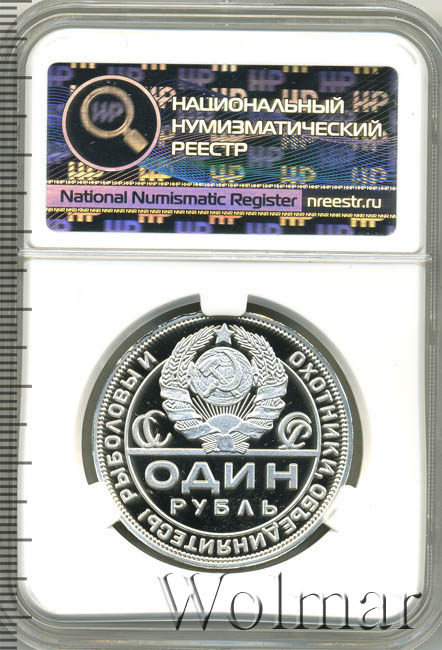 НАЦИОНАЛЬНЫЙ
НУМИЗМАТИЧЕСКИЙ
РЕЕСТР
National Numismatic Register nreestr.ru
РЫБОЛОВЫ И ОХОТНИКИ, ОБЪЕДИНЯЙТЕСЬ!
ОДИН
РУБЛЬ
Wolmar